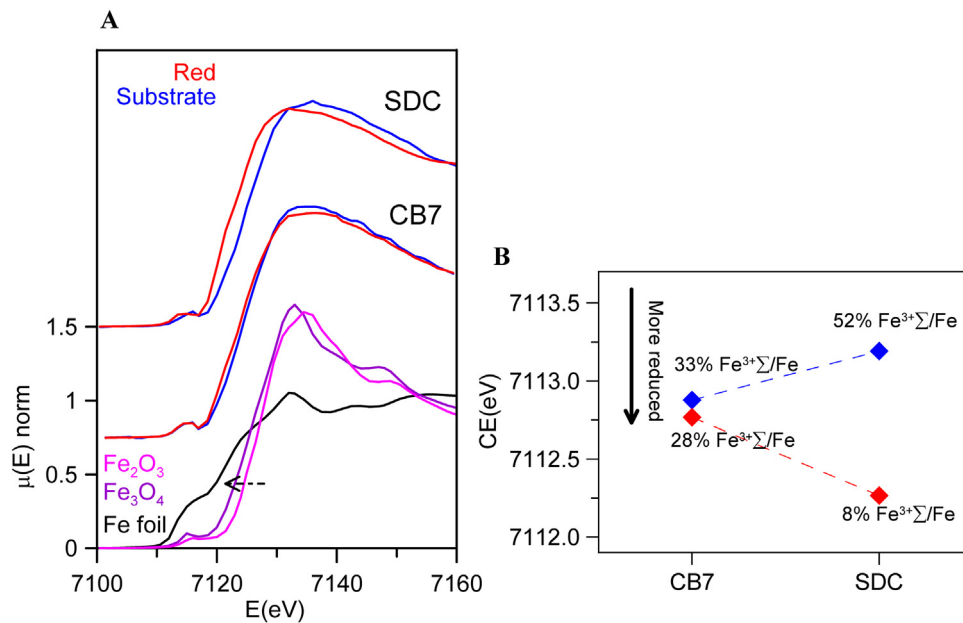 A
Red
Substrate
SDC
CB7
1.5
1
0.5
0
μ(E) norm
Fe₂O₃
Fe₃O₄
Fe foil
7100
7120
7140
7160
E(eV)
B
7113.5
7113.0
7112.5
7112.0
CE(eV)
More reduced
33% Fe³⁺∑/Fe
52% Fe³⁺∑/Fe
28% Fe³⁺∑/Fe
8% Fe³⁺∑/Fe
CB7
SDC